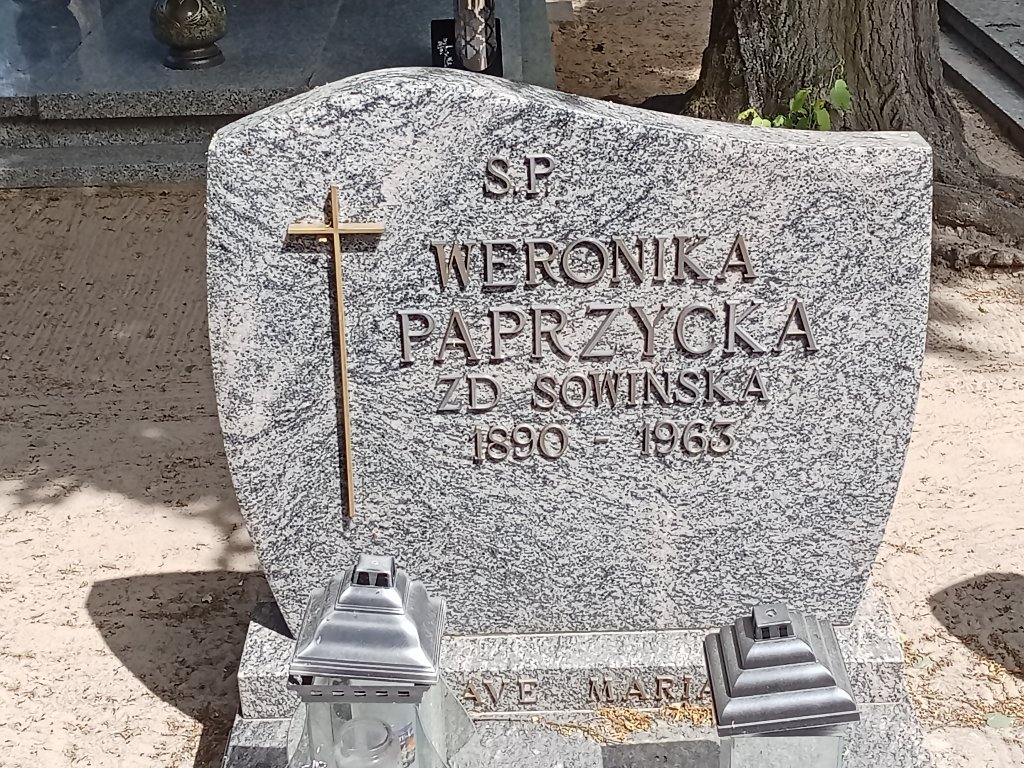 S.P.
WERONIKA
PAPRZYCKA
ZD SOWIŃSKA
1890 - 1963
AVE MARIA